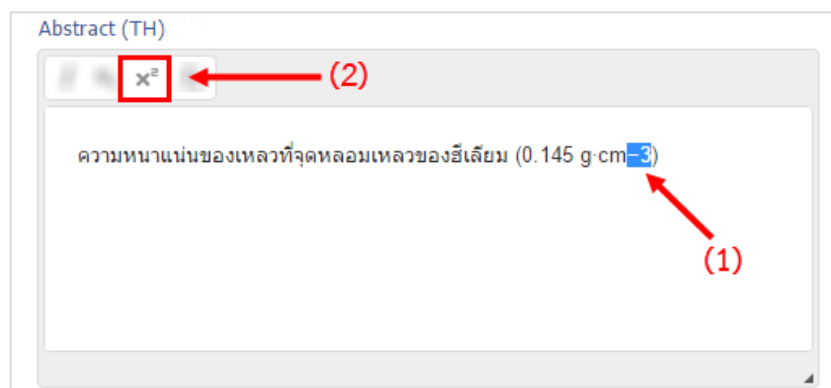 Abstract (TH)
x² (2)
ความหนาแน่นของเหลวที่จุดหลอมเหลวของฮีเลียม (0.145 g·cm−3)
(1)